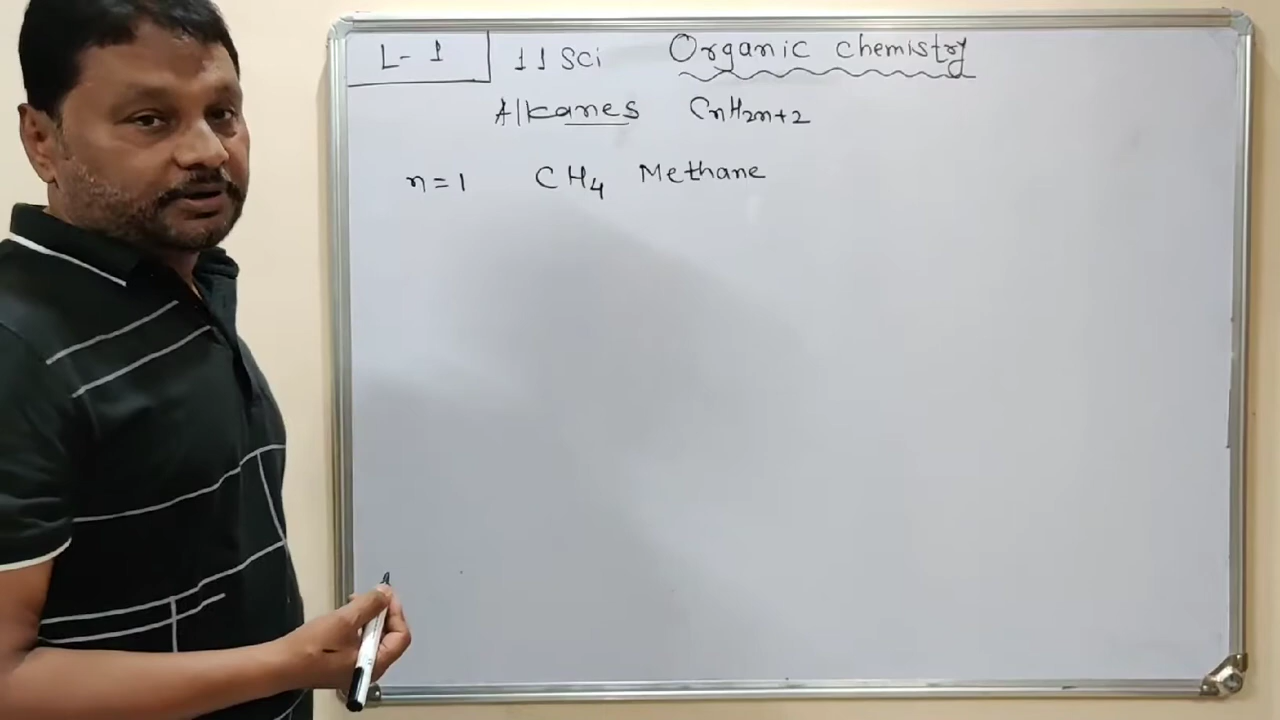 L- 1 11 Sci Organic chemistry
Alkanes CnH2n+2
n=1 CH4 Methane